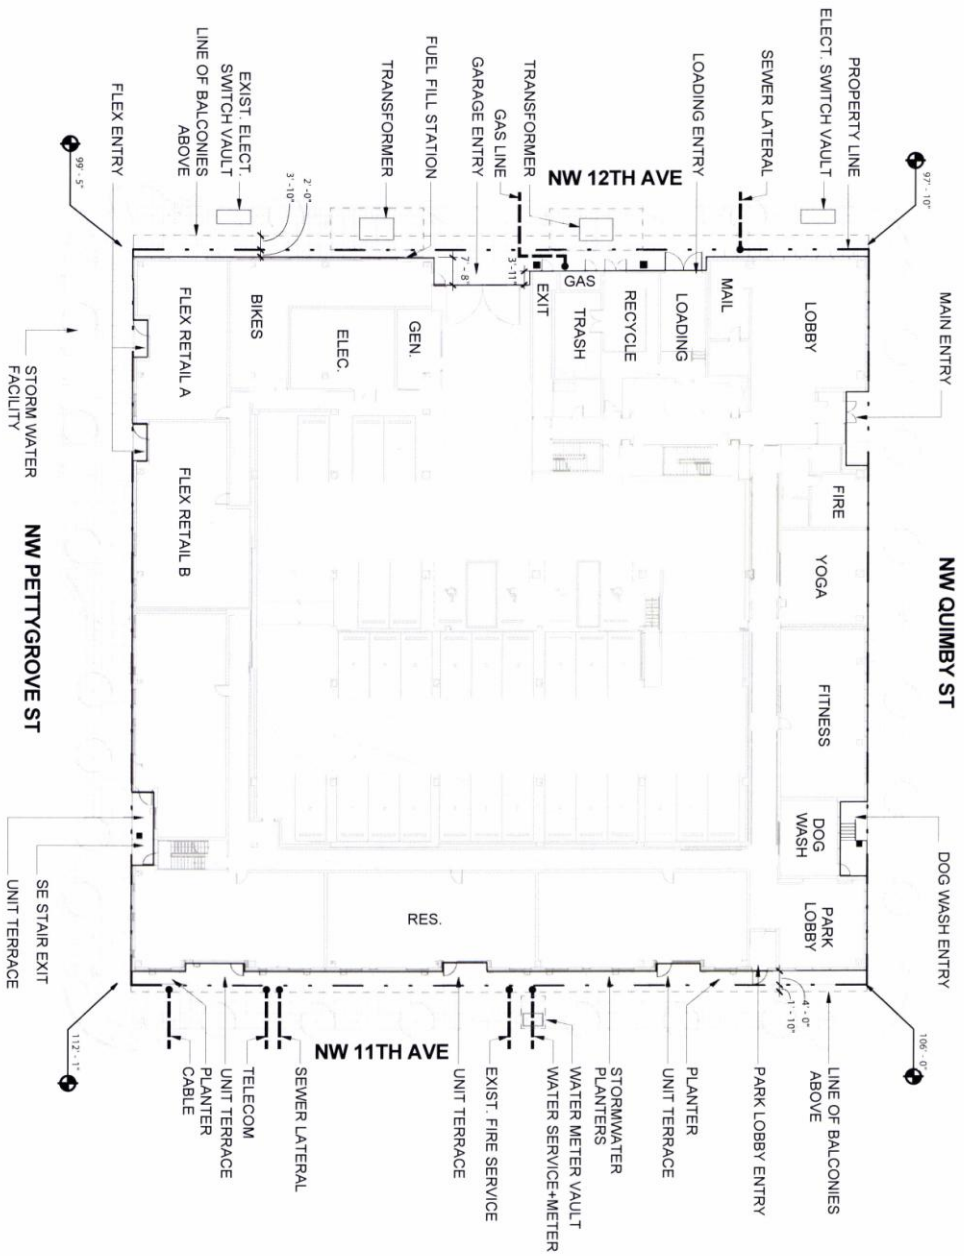 ELECT. SWITCH VAULT
PROPERTY LINE
SEWER LATERAL
LOADING ENTRY
TRANSFORMER
GAS LINE
GARAGE ENTRY
FUEL FILL STATION
TRANSFORMER
EXIST. ELECT.
SWITCH VAULT
LINE OF BALCONIES
ABOVE
FLEX ENTRY
NW 12TH AVE
97' - 10"
99' - 5"
2' -0"
3' -10"
7' - 8"
3' -11"
MAIN ENTRY
NW QUIMBY ST
DOG WASH ENTRY
LOBBY
MAIL
LOADING
RECYCLE
GAS
TRASH
EXIT
GEN.
ELEC.
BIKES
FLEX RETAIL A
FLEX RETAIL B
FIRE
YOGA
FITNESS
DOG
WASH
PARK
LOBBY
RES.
STORM WATER
FACILITY
NW PETTYGROVE ST
SE STAIR EXIT
UNIT TERRACE
4' - 0"
1' - 10"
106' - 0"
112' - 1"
NW 11TH AVE
LINE OF BALCONIES
ABOVE
PARK LOBBY ENTRY
PLANTER
UNIT TERRACE
STORMWATER
PLANTERS
WATER METER VAULT
WATER SERVICE+METER
EXIST. FIRE SERVICE
UNIT TERRACE
SEWER LATERAL
TELECOM
UNIT TERRACE
PLANTER
CABLE